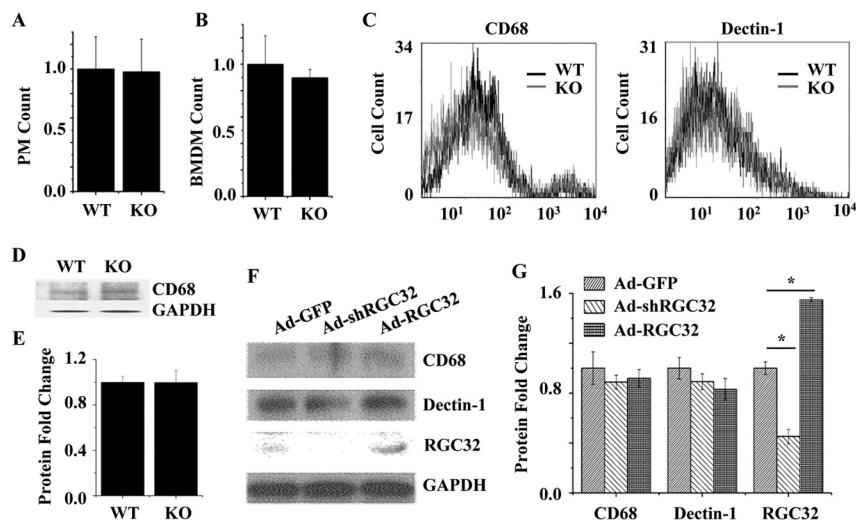 A
PM Count
1.0
0.5
0.0
WT KO
B
BMDM Count
1.0
0.5
0.0
WT KO
C
CD68
Cell Count
34
17
0
WT
KO
10¹ 10² 10³ 10⁴
Dectin-1
Cell Count
31
16
0
WT
KO
10¹ 10² 10³ 10⁴
D
WT KO
CD68
GAPDH
E
Protein Fold Change
1.2
0.8
0.4
0.0
WT KO
F
Ad-GFP
Ad-shRGC32
Ad-RGC32
CD68
Dectin-1
RGC32
GAPDH
G
Ad-GFP
Ad-shRGC32
Ad-RGC32
* *
Protein Fold Change
1.6
0.8
0.0
CD68 Dectin-1 RGC32